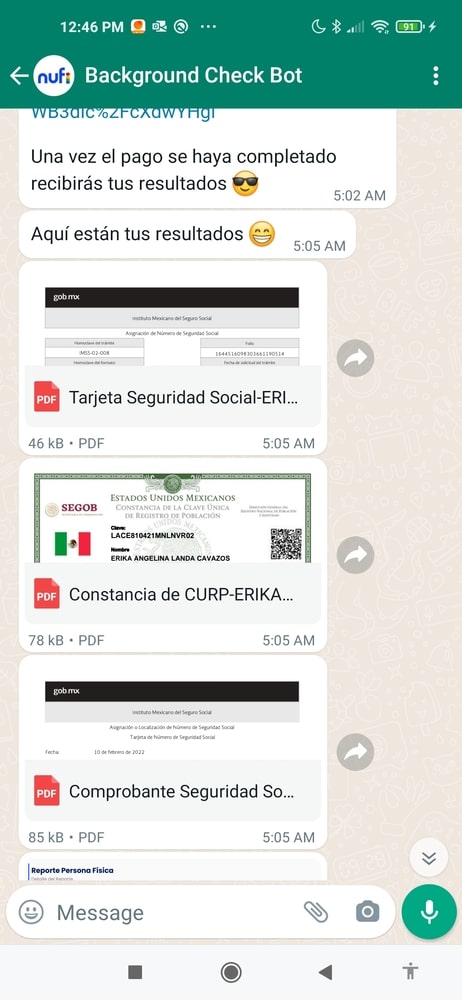 12:46 PM
91
nufi
Background Check Bot
WB3dIc%2FcXdwYHgI
Una vez el pago se haya completado
recibirás tus resultados 😎
5:02 AM
Aquí están tus resultados 😁
5:05 AM
gob mx
Instituto Mexicano del Seguro Social
Asignación de Número de Seguridad Social
Homoclave del trámite
Folio
IMSS-02-008
1644516098303661190514
Homoclave del formato
Fecha de solicitud del trámite
PDF
Tarjeta Seguridad Social-ERI...
46 kB • PDF
5:05 AM
SEGOB
ESTADOS UNIDOS MEXICANOS
CONSTANCIA DE LA CLAVE ÚNICA
DE REGISTRO DE POBLACIÓN
Clave:
LACE810421MNLNVR02
Nombre
ERIKA ANGELINA LANDA CAVAZOS
PDF
Constancia de CURP-ERIKA...
78 kB • PDF
5:05 AM
gob mx
Instituto Mexicano del Seguro Social
Asignación o Localización de Número de Seguridad Social
Tarjeta de Número de Seguridad Social
Fecha:
10 de febrero de 2022
PDF
Comprobante Seguridad So...
85 kB • PDF
5:05 AM
Reporte Persona Física
Detalle del Reporte
Message